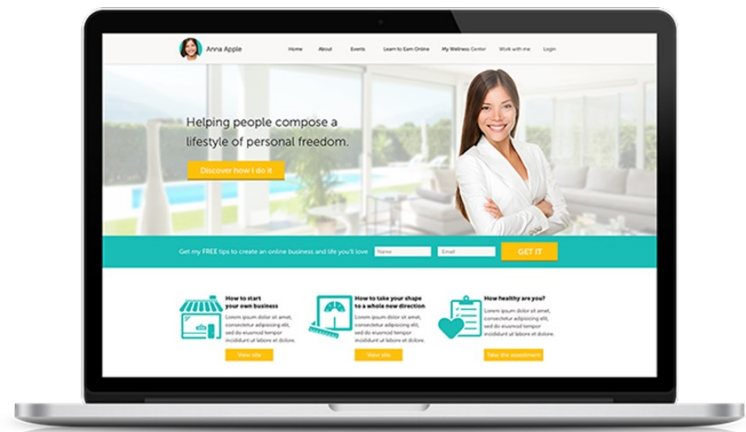 Anna Apple
Home About Events Learn to Earn Online My Wellness Center Work with me Login
Helping people compose a
lifestyle of personal freedom.
Discover how I do it
Get my FREE tips to create an online business and life you'll love
Name
Email
GET IT
How to start
your own business
Lorem ipsum dolor sit amet,
consectetur adipisicing elit,
sed do eiusmod tempor
incididunt ut labore et dolore.
View site
How to take your shape
to a whole new direction
Lorem ipsum dolor sit amet,
consectetur adipisicing elit,
sed do eiusmod tempor
incididunt ut labore et dolore.
View site
How healthy are you?
Lorem ipsum dolor sit amet,
consectetur adipisicing elit,
sed do eiusmod tempor
incididunt ut labore et dolore.
Take the assessment